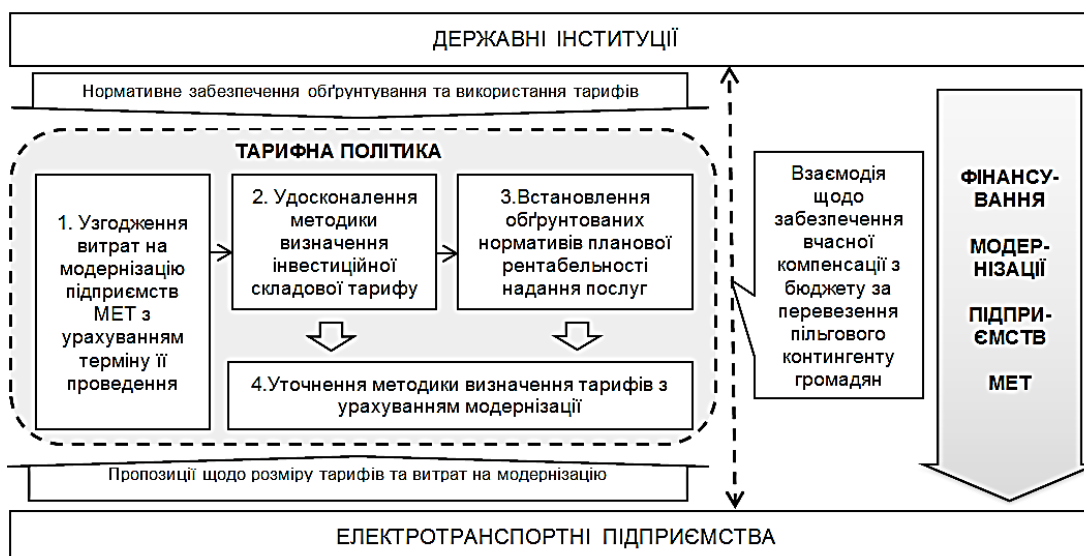 ДЕРЖАВНІ ІНСТИТУЦІЇ
Нормативне забезпечення обґрунтування та використання тарифів
ТАРИФНА ПОЛІТИКА
1. Узгодження
витрат на
модернізацію
підприємств
МЕТ з
урахуванням
терміну її
проведення
2. Удосконалення
методики
визначення
інвестиційної
складової тарифу
3.Встановлення
обґрунтованих
нормативів планової
рентабельності
надання послуг
4.Уточнення методики визначення тарифів з
урахуванням модернізації
Взаємодія
щодо
забезпечення
вчасної
компенсації з
бюджету за
перевезення
пільгового
контингенту
громадян
ФІНАНСУ-
ВАННЯ
МОДЕР-
НІЗАЦІЇ
ПІДПРИ-
ЄМСТВ
МЕТ
Пропозиції щодо розміру тарифів та витрат на модернізацію
ЕЛЕКТРОТРАНСПОРТНІ ПІДПРИЄМСТВА